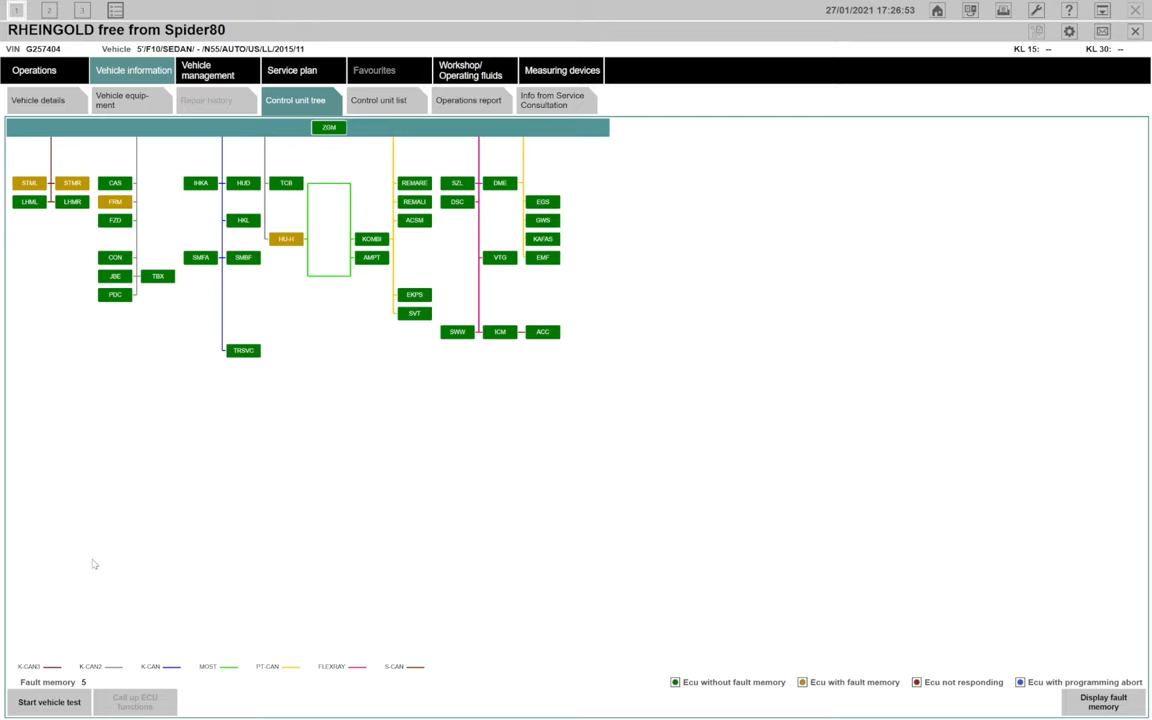 1 2 3 27/01/2021 17:26:53 ?
RHEINGOLD free from Spider80
VIN G257404 Vehicle 5'/F10/SEDAN/ - /N55/AUTO/US/LL/2015/11 KL 15: -- KL 30: --
Operations Vehicle information Vehicle management Service plan Favourites Workshop/ Operating fluids Measuring devices
Vehicle details Vehicle equip- ment Repair history Control unit tree Control unit list Operations report Info from Service Consultation
ZGM
STML STMR CAS IHKA HUD TCB REMARE SZL DME
LHML LHMR FRM REMALI DSC EGS
FZD HKL ACSM GWS
HU-H KOMBI KAFAS
CON SMFA SMBF AMPT VTG EMF
JBE TBX
PDC EKPS
SVT
SWW ICM ACC
TRSVC
K-CAN3 K-CAN2 K-CAN MOST PT-CAN FLEXRAY S-CAN
Fault memory 5 Ecu without fault memory Ecu with fault memory Ecu not responding Ecu with programming abort
Start vehicle test Call up ECU functions Display fault memory